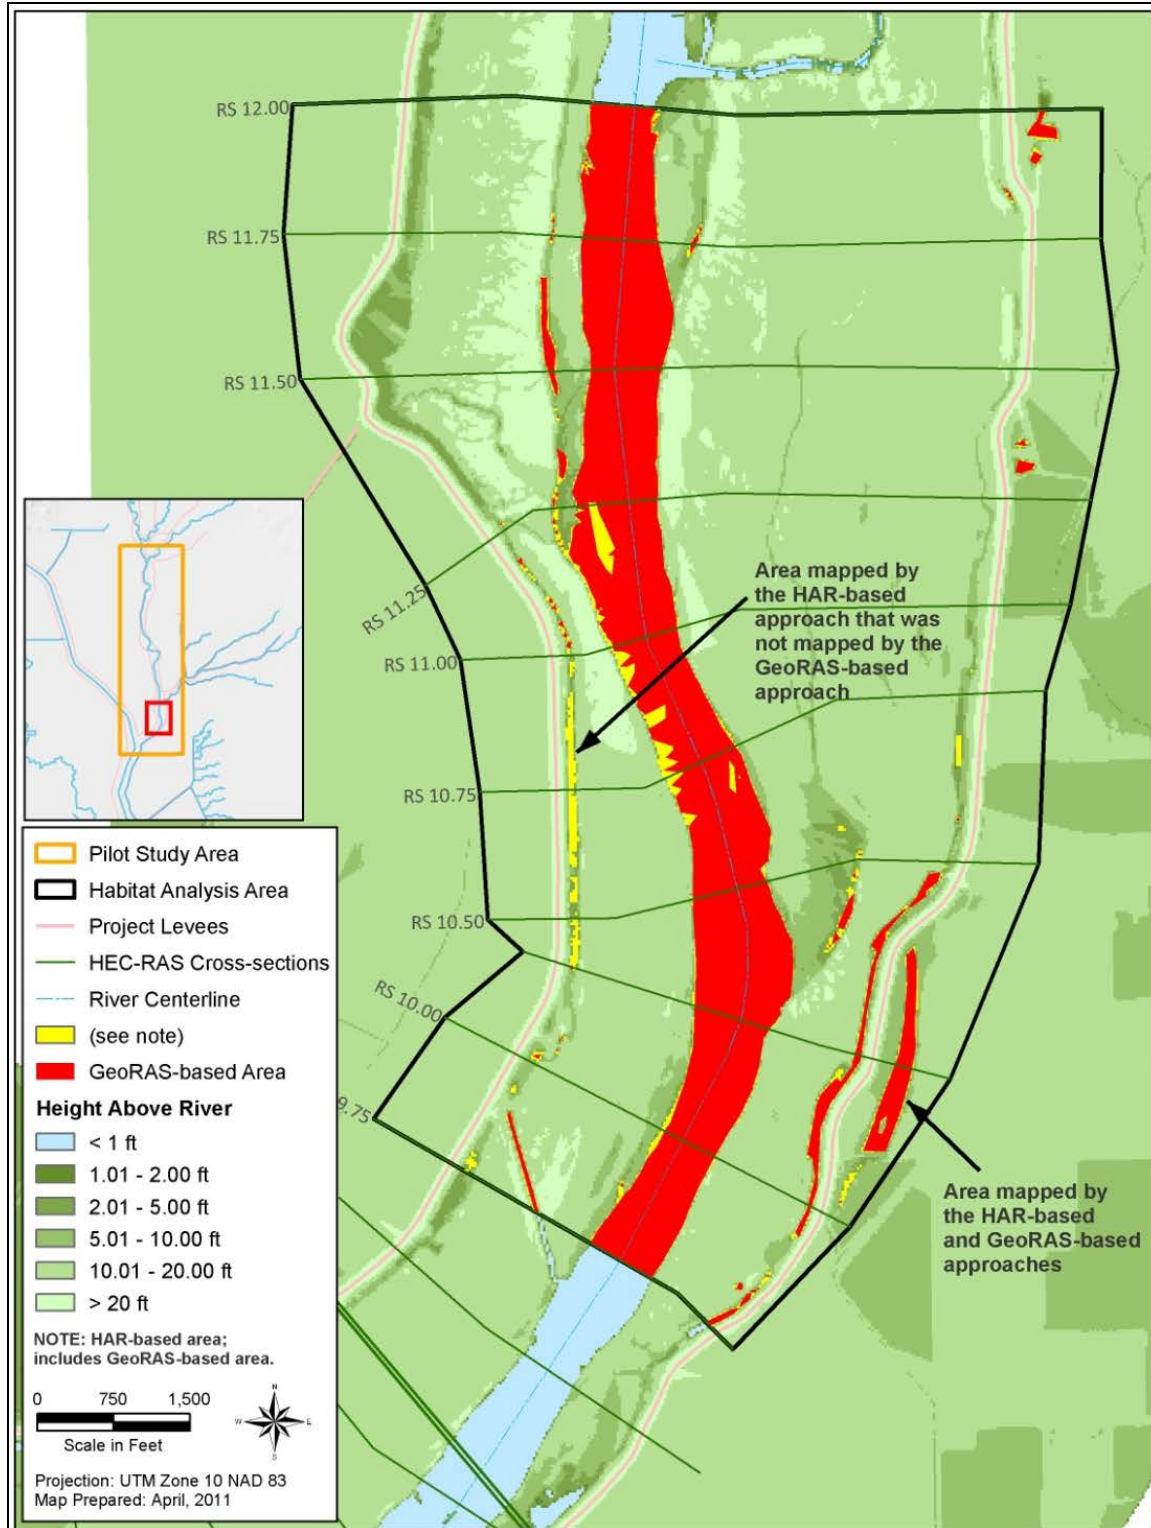 RS 12.00
RS 11.75
RS 11.50
RS 11.25
RS 11.00
RS 10.75
RS 10.50
RS 10.00
9.75
Area mapped by
the HAR-based
approach that was
not mapped by the
GeoRAS-based
approach
Area mapped by
the HAR-based
and GeoRAS-based
approaches
Pilot Study Area
Habitat Analysis Area
Project Levees
HEC-RAS Cross-sections
River Centerline
(see note)
GeoRAS-based Area
Height Above River
< 1 ft
1.01 - 2.00 ft
2.01 - 5.00 ft
5.01 - 10.00 ft
10.01 - 20.00 ft
> 20 ft
NOTE: HAR-based area;
includes GeoRAS-based area.
0 750 1,500
Scale in Feet
N
W E
S
Projection: UTM Zone 10 NAD 83
Map Prepared: April, 2011